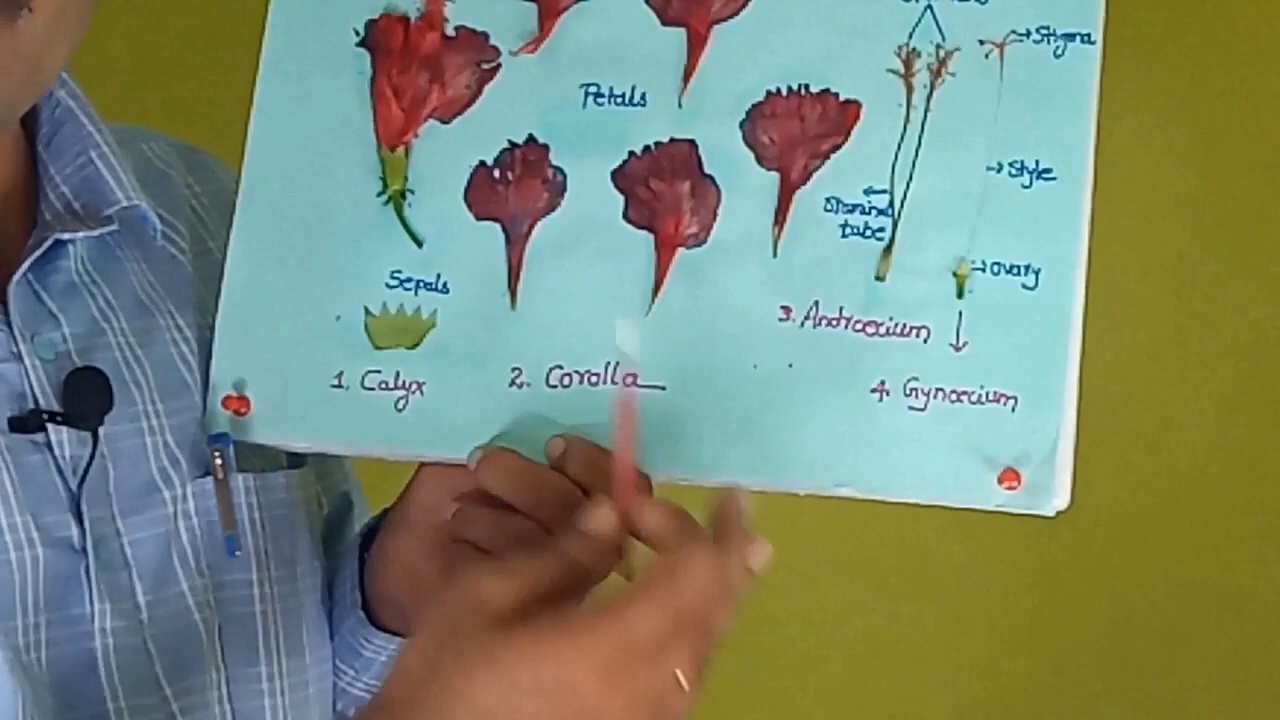 Stigma
Petals
Style
Staminal
tube
ovary
Sepals
3. Androecium
1. Calyx
2. Corolla
4. Gynoecium